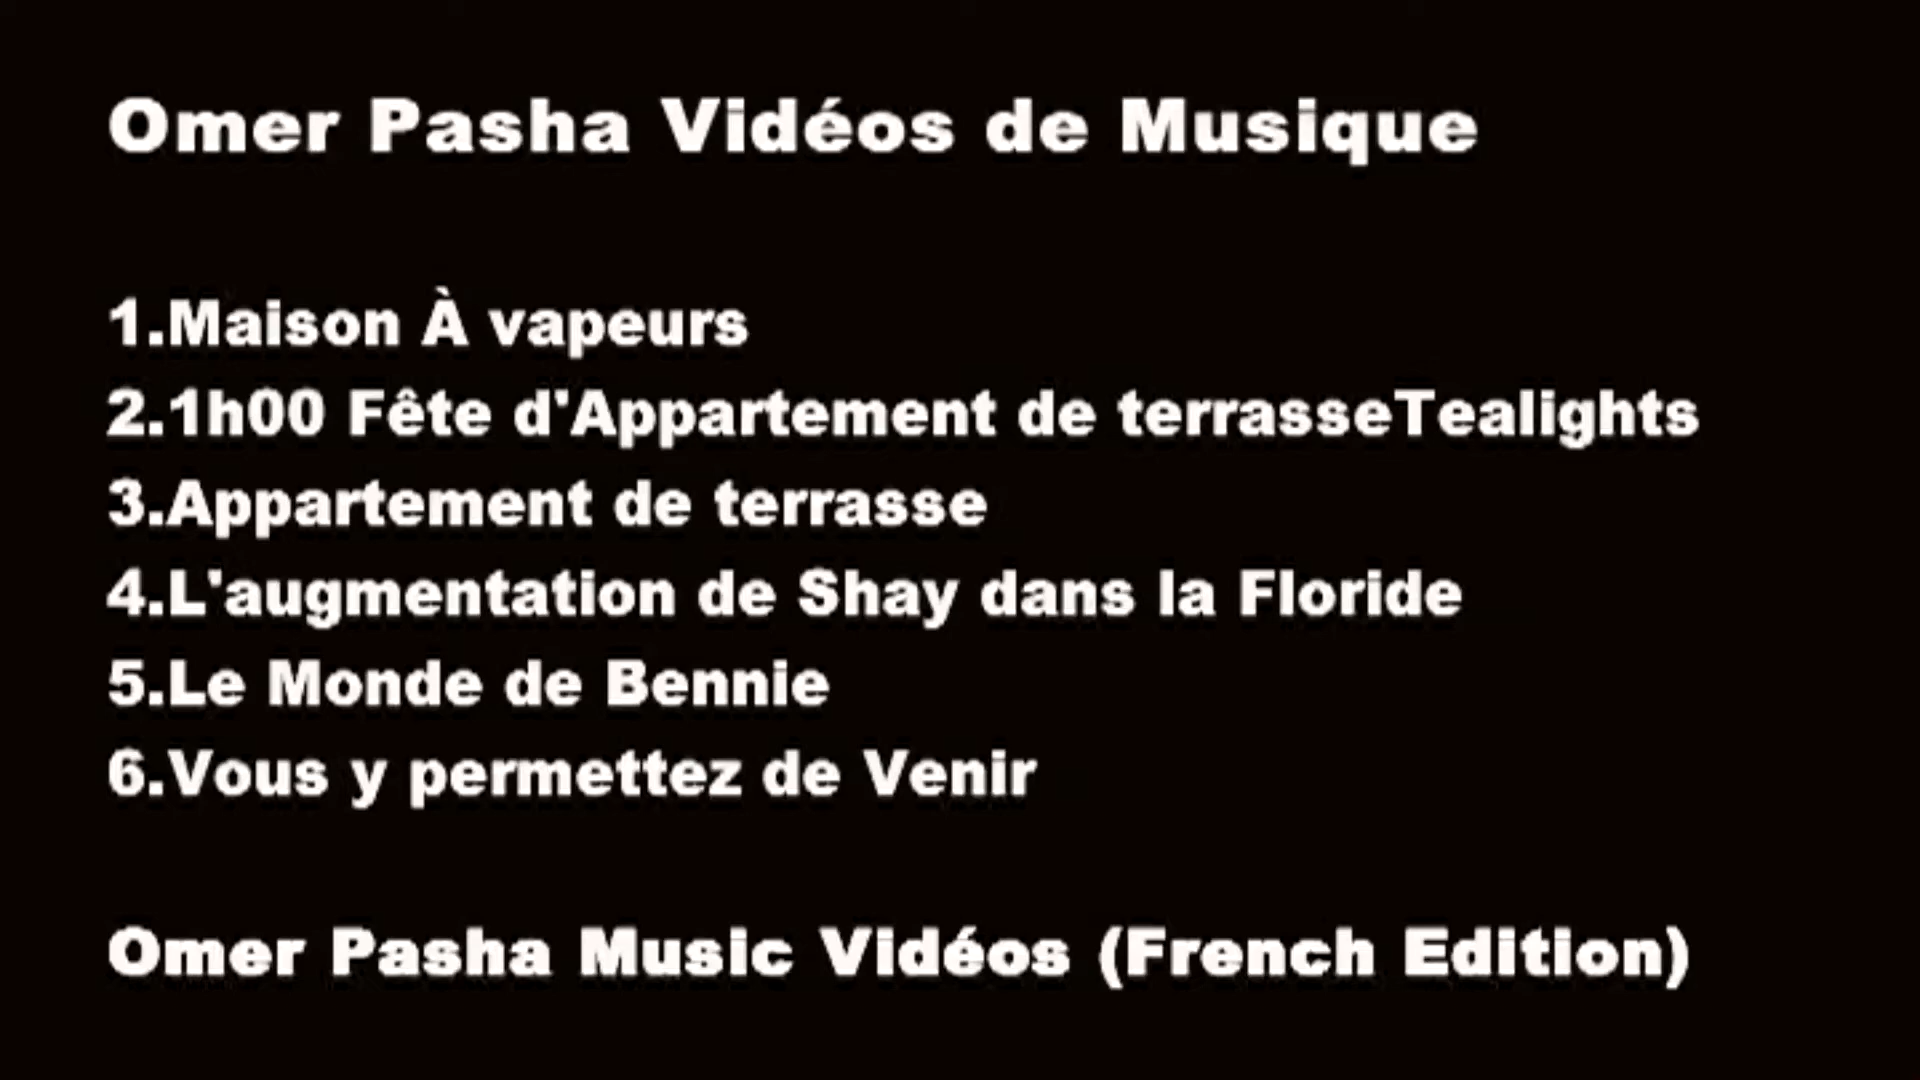 Omer Pasha Vidéos de Musique
1.Maison À vapeurs
2.1h00 Fête d'Appartement de terrasseTealights
3.Appartement de terrasse
4.L'augmentation de Shay dans la Floride
5.Le Monde de Bennie
6.Vous y permettez de Venir
Omer Pasha Music Vidéos (French Edition)